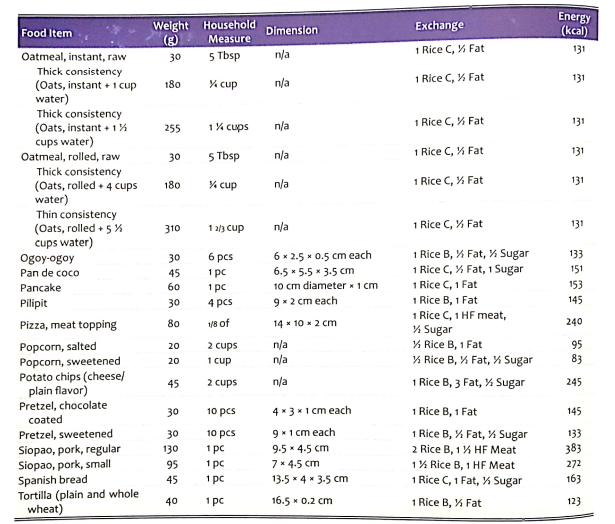 Food Item Weight (g) Household Measure Dimension Exchange Energy (kcal)
Oatmeal, instant, raw 30 5 Tbsp n/a 1 Rice C, ½ Fat 131
Thick consistency
(Oats, instant + 1 cup 180 ¾ cup n/a 1 Rice C, ½ Fat 131
water)
Thick consistency
(Oats, instant + 1 ½ 255 1 ¼ cups n/a 1 Rice C, ½ Fat 131
cups water)
Oatmeal, rolled, raw 30 5 Tbsp n/a 1 Rice C, ½ Fat 131
Thick consistency
(Oats, rolled + 4 cups 180 ¾ cup n/a 1 Rice C, ½ Fat 131
water)
Thin consistency
(Oats, rolled + 5 ½ 310 1 2/3 cup n/a 1 Rice C, ½ Fat 131
cups water)
Ogoy-ogoy 30 6 pcs 6 × 2.5 × 0.5 cm each 1 Rice B, ½ Fat, ½ Sugar 133
Pan de coco 45 1 pc 6.5 × 5.5 × 3.5 cm 1 Rice C, ½ Fat, 1 Sugar 151
Pancake 60 1 pc 10 cm diameter × 1 cm 1 Rice C, 1 Fat 153
Pilipit 30 4 pcs 9 × 2 cm each 1 Rice B, 1 Fat 145
Pizza, meat topping 80 1/8 of 14 × 10 × 2 cm 1 Rice C, 1 HF meat, 240
½ Sugar
Popcorn, salted 20 2 cups n/a ½ Rice B, 1 Fat 95
Popcorn, sweetened 20 1 cup n/a ½ Rice B, ½ Fat, ½ Sugar 83
Potato chips (cheese/
plain flavor) 45 2 cups n/a 1 Rice B, 3 Fat, ½ Sugar 245
Pretzel, chocolate
coated 30 10 pcs 4 × 3 × 1 cm each 1 Rice B, 1 Fat 145
Pretzel, sweetened 30 10 pcs 9 × 1 cm each 1 Rice B, ½ Fat, ½ Sugar 133
Siopao, pork, regular 130 1 pc 9.5 × 4.5 cm 2 Rice B, 1 ½ HF Meat 383
Siopao, pork, small 95 1 pc 7 × 4.5 cm 1 ½ Rice B, 1 HF Meat 272
Spanish bread 45 1 pc 13.5 × 4 × 3.5 cm 1 Rice C, 1 Fat, ½ Sugar 163
Tortilla (plain and whole
wheat) 40 1 pc 16.5 × 0.2 cm 1 Rice B, ½ Fat 123